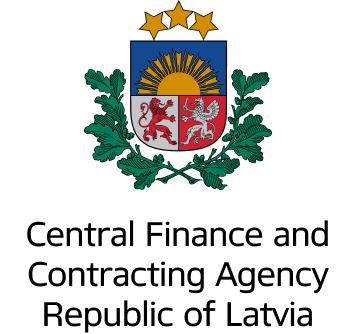 Central Finance and
Contracting Agency
Republic of Latvia